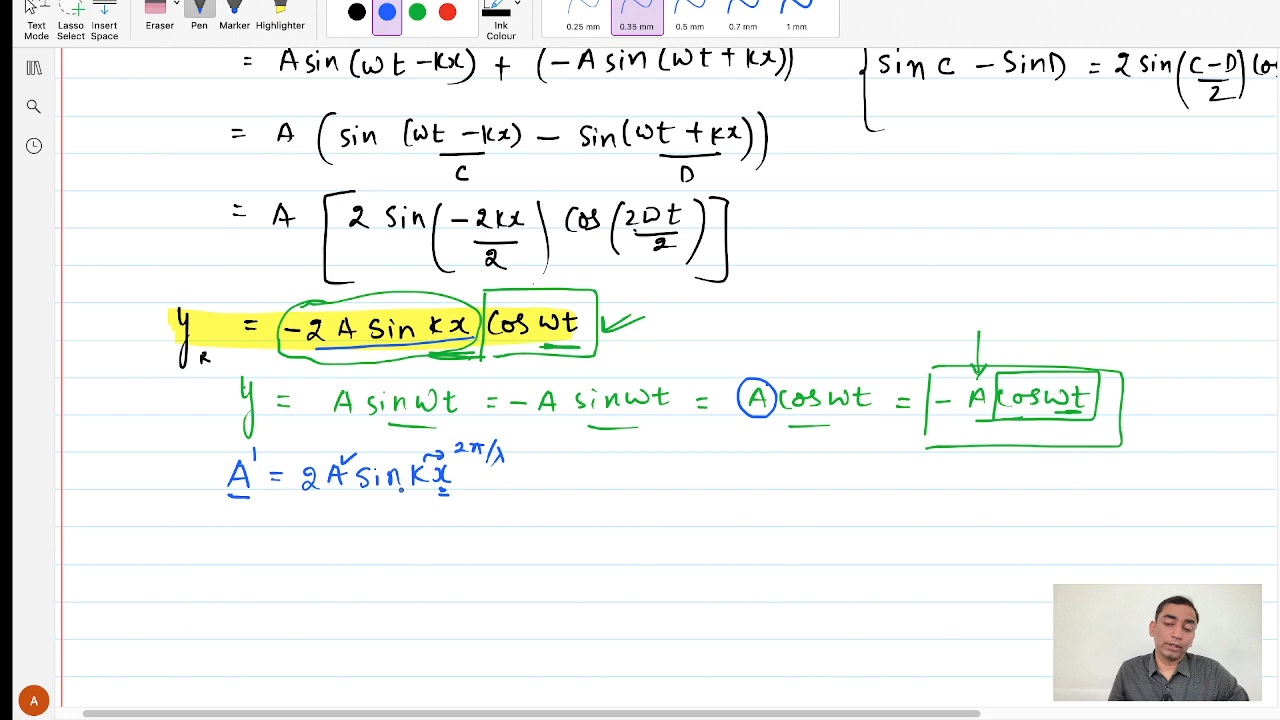 Text Mode
Lasso Select
Insert Space
Eraser
Pen
Marker
Highlighter
Ink Colour
0.25 mm
0.35 mm
0.5 mm
0.7 mm
1 mm
= A sin (ωt - kx) + (-A sin (ωt + kx))
sin C - sin D = 2 sin ((C-D)/2) Cos
= A (sin (ωt - kx) - sin (ωt + kx))
C D
= A [2 sin (-2kx/2) Cos (2ωt/2)]
y_R = -2 A sin kx Cos ωt ✓
y = A sin ωt = -A sin ωt = A cos ωt = - A cos ωt
A' = 2A sin kx 2π/λ
A